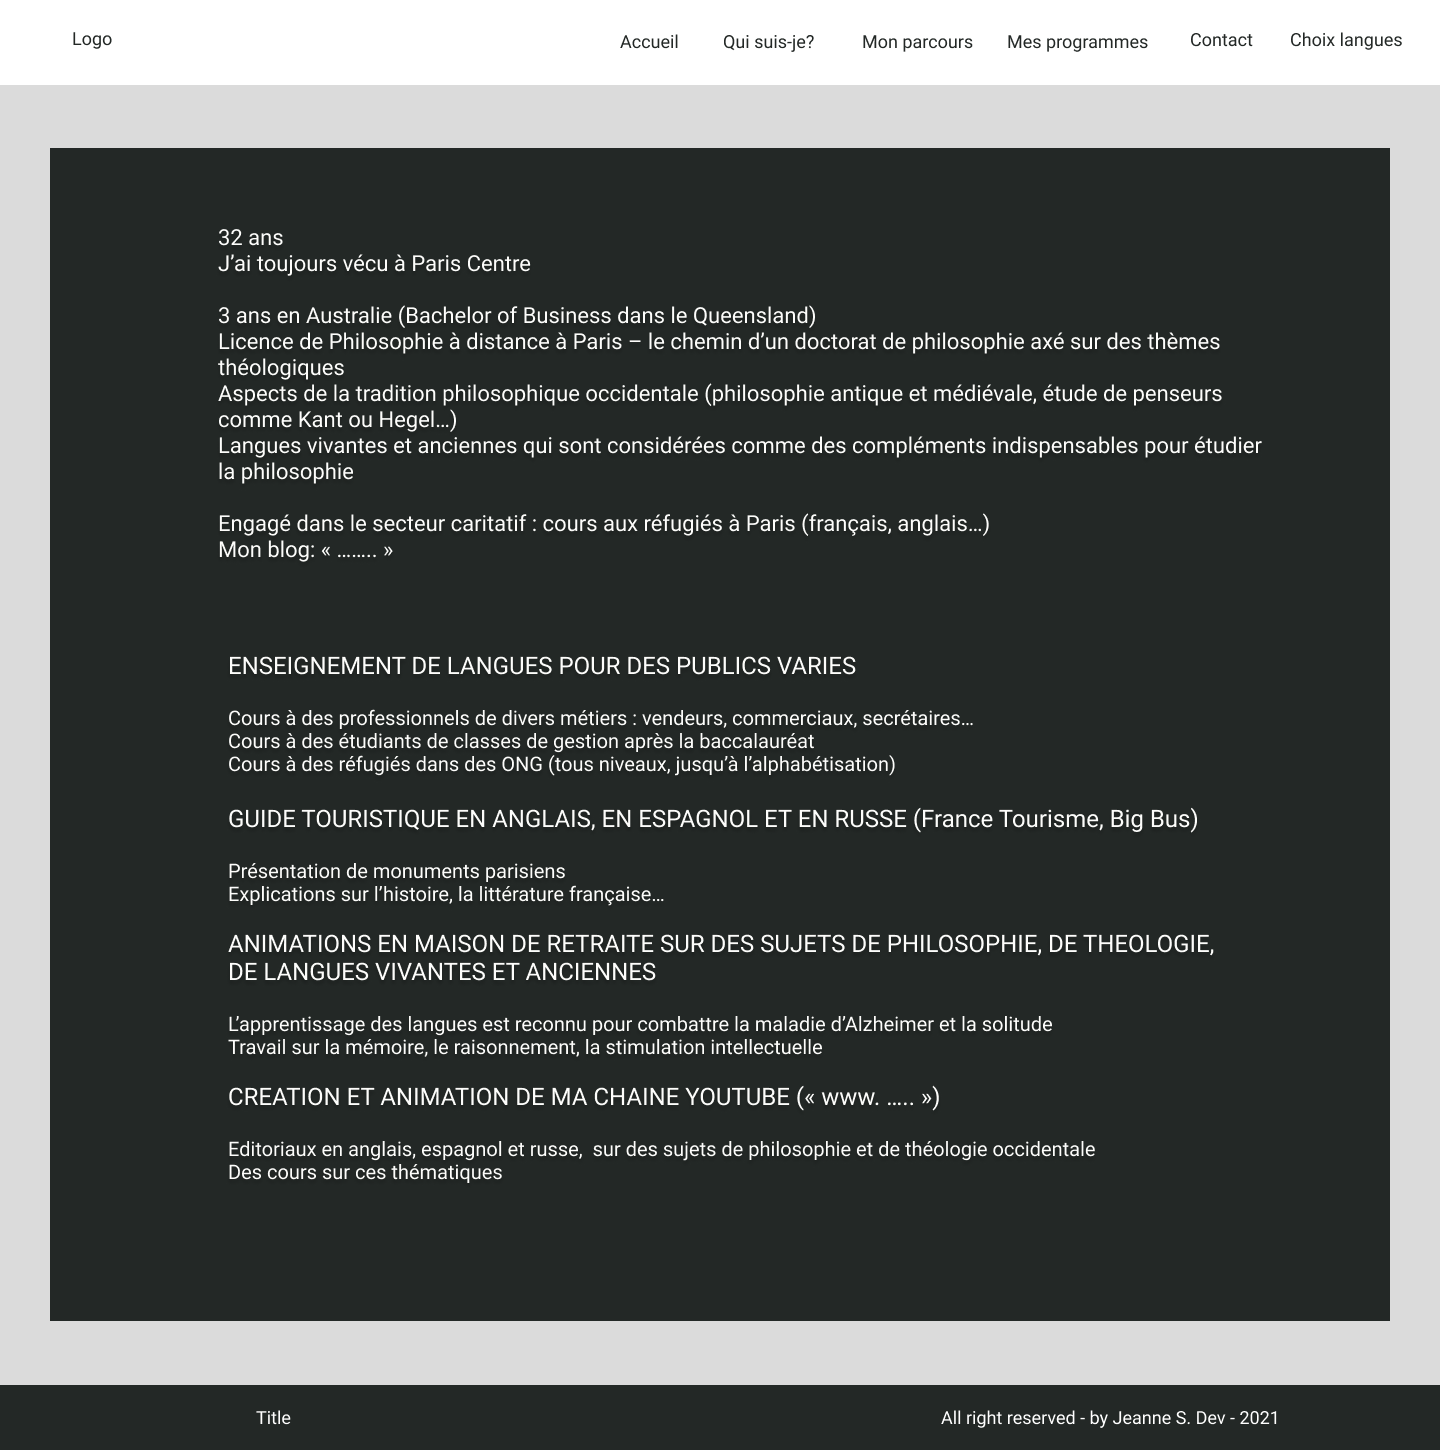 Logo
Accueil
Qui suis-je?
Mon parcours
Mes programmes
Contact
Choix langues
32 ans
J’ai toujours vécu à Paris Centre
3 ans en Australie (Bachelor of Business dans le Queensland)
Licence de Philosophie à distance à Paris – le chemin d’un doctorat de philosophie axé sur des thèmes
théologiques
Aspects de la tradition philosophique occidentale (philosophie antique et médiévale, étude de penseurs
comme Kant ou Hegel…)
Langues vivantes et anciennes qui sont considérées comme des compléments indispensables pour étudier
la philosophie
Engagé dans le secteur caritatif : cours aux réfugiés à Paris (français, anglais…)
Mon blog: « …….. »
ENSEIGNEMENT DE LANGUES POUR DES PUBLICS VARIES
Cours à des professionnels de divers métiers : vendeurs, commerciaux, secrétaires…
Cours à des étudiants de classes de gestion après la baccalauréat
Cours à des réfugiés dans des ONG (tous niveaux, jusqu’à l’alphabétisation)
GUIDE TOURISTIQUE EN ANGLAIS, EN ESPAGNOL ET EN RUSSE (France Tourisme, Big Bus)
Présentation de monuments parisiens
Explications sur l’histoire, la littérature française…
ANIMATIONS EN MAISON DE RETRAITE SUR DES SUJETS DE PHILOSOPHIE, DE THEOLOGIE,
DE LANGUES VIVANTES ET ANCIENNES
L’apprentissage des langues est reconnu pour combattre la maladie d’Alzheimer et la solitude
Travail sur la mémoire, le raisonnement, la stimulation intellectuelle
CREATION ET ANIMATION DE MA CHAINE YOUTUBE (« www. ….. »)
Editoriaux en anglais, espagnol et russe,  sur des sujets de philosophie et de théologie occidentale
Des cours sur ces thématiques
Title
All right reserved - by Jeanne S. Dev - 2021